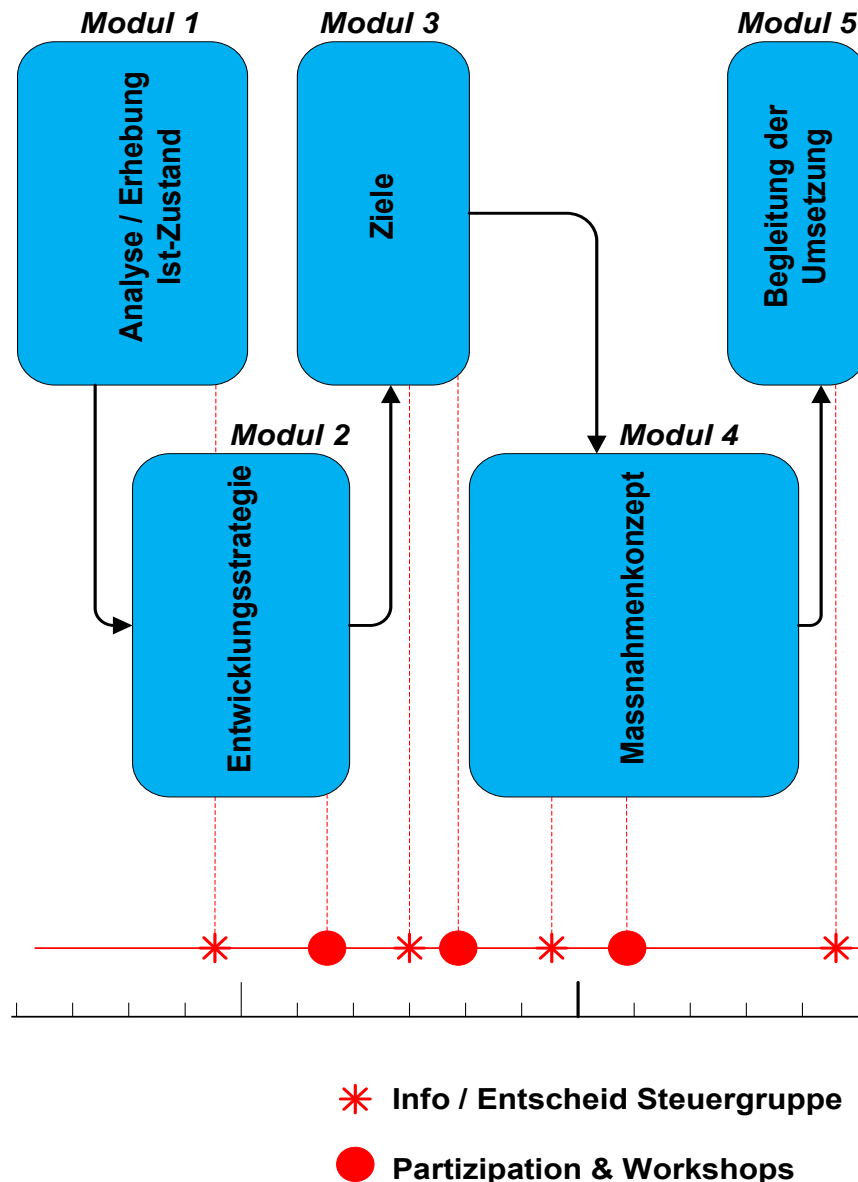 Modul 1
Analyse / Erhebung
Ist-Zustand
Modul 2
Entwicklungsstrategie
Modul 3
Ziele
Modul 4
Massnahmenkonzept
Modul 5
Begleitung der
Umsetzung
Info / Entscheid Steuergruppe
Partizipation & Workshops